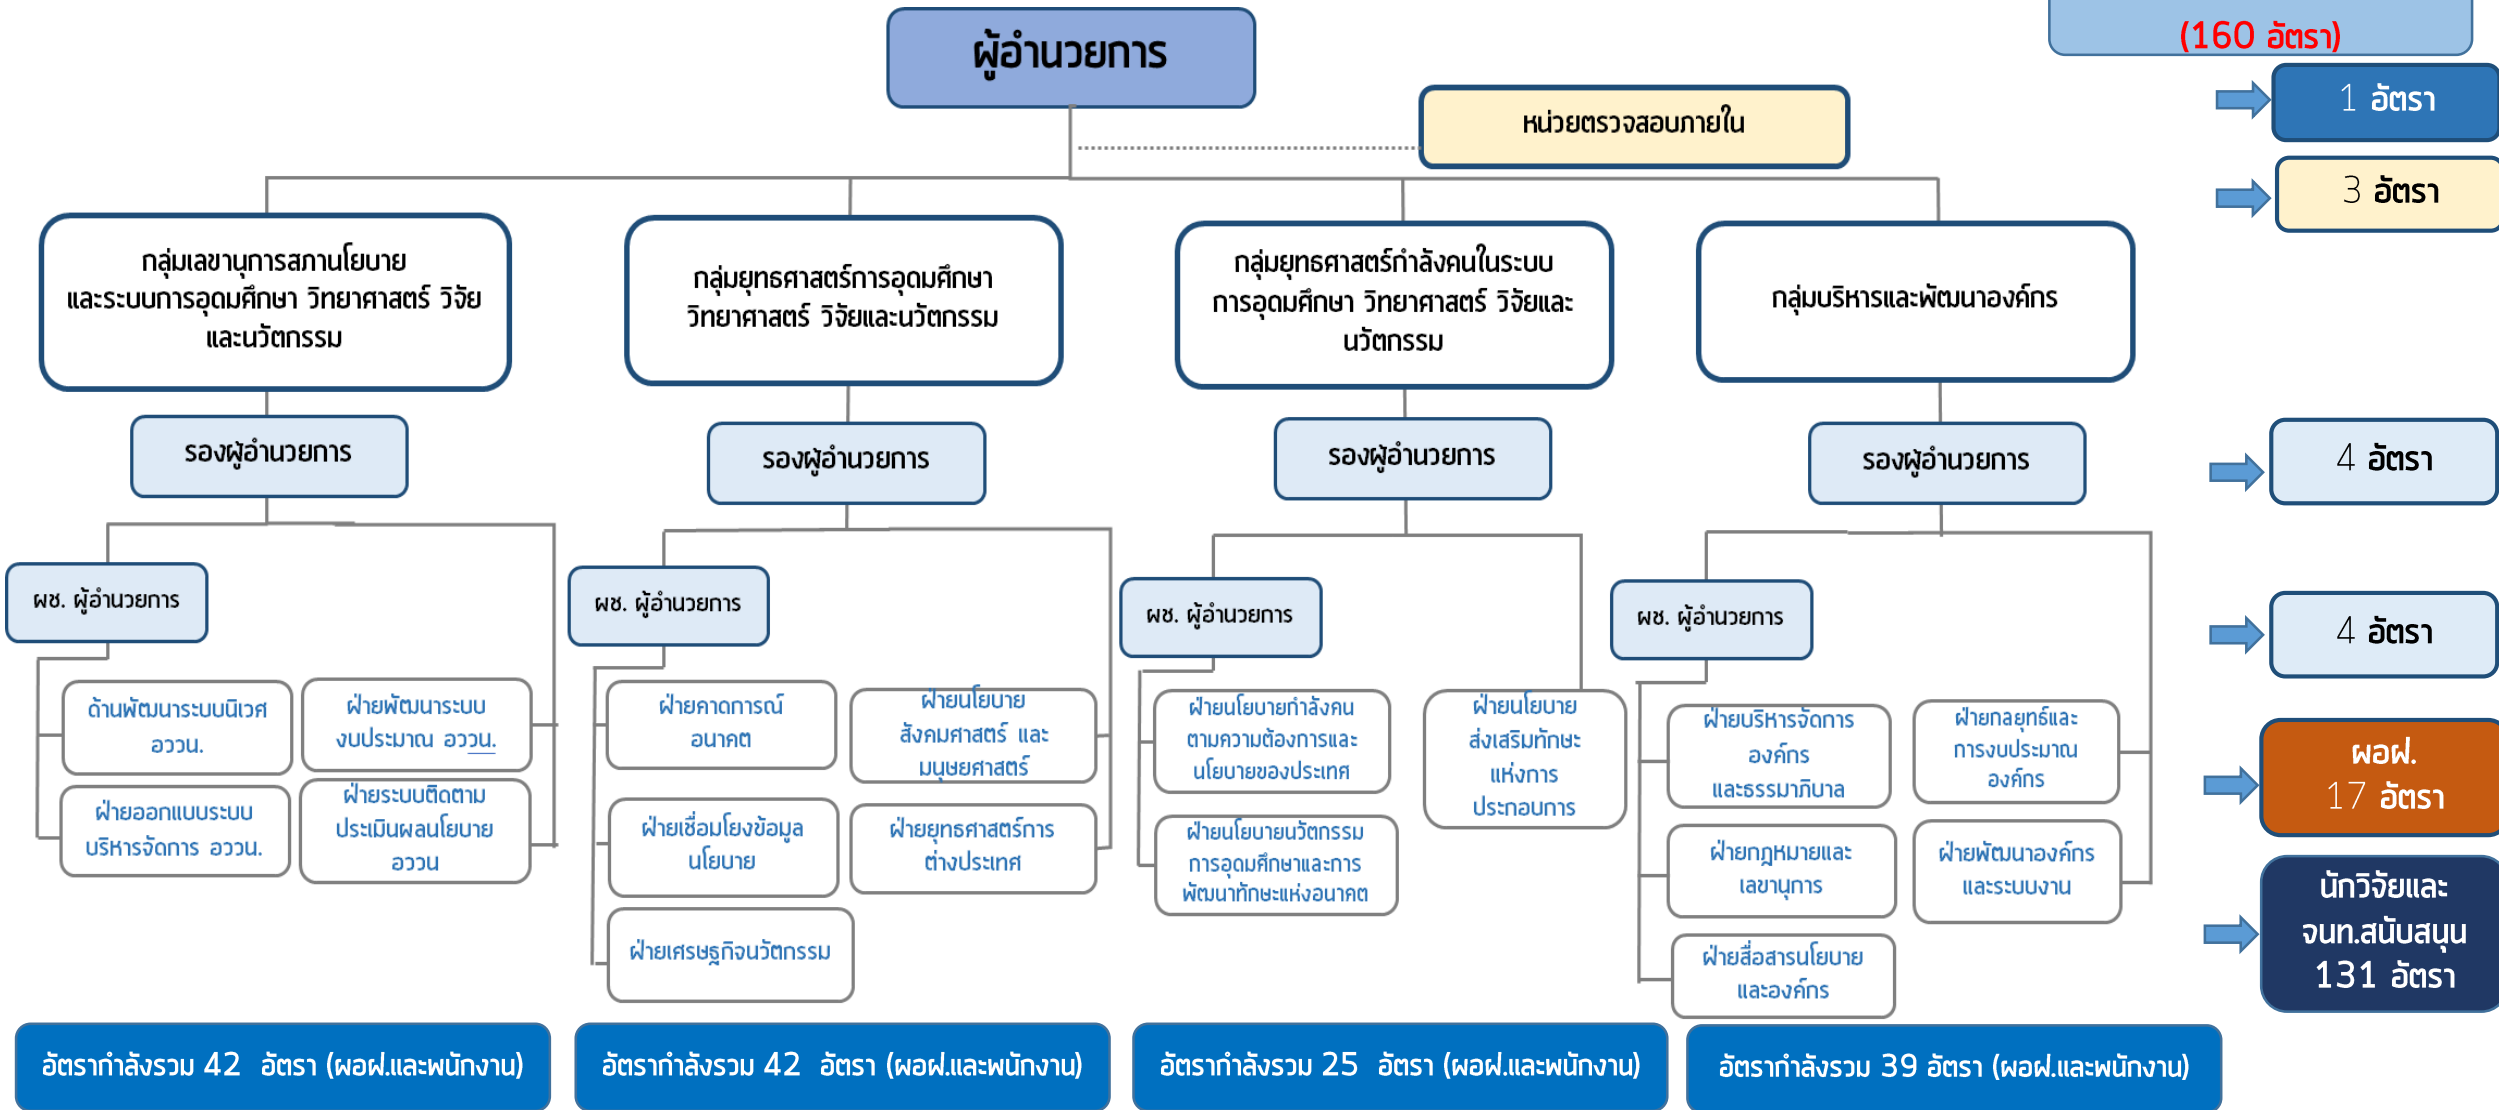 (160 อัตรา)
ผู้อำนวยการ
1 อัตรา
หน่วยตรวจสอบภายใน
3 อัตรา
กลุ่มเลขานุการสภานโยบาย
และระบบการอุดมศึกษา วิทยาศาสตร์ วิจัย
และนวัตกรรม
กลุ่มยุทธศาสตร์การอุดมศึกษา
วิทยาศาสตร์ วิจัยและนวัตกรรม
กลุ่มยุทธศาสตร์กำลังคนในระบบ
การอุดมศึกษา วิทยาศาสตร์ วิจัยและ
นวัตกรรม
กลุ่มบริหารและพัฒนาองค์กร
รองผู้อำนวยการ
รองผู้อำนวยการ
รองผู้อำนวยการ
รองผู้อำนวยการ
4 อัตรา
ผช. ผู้อำนวยการ
ผช. ผู้อำนวยการ
ผช. ผู้อำนวยการ
ผช. ผู้อำนวยการ
4 อัตรา
ด้านพัฒนาระบบนิเวศ
อววน.
ฝ่ายพัฒนาระบบ
งบประมาณ อววน.
ฝ่ายออกแบบระบบ
บริหารจัดการ อววน.
ฝ่ายระบบติดตาม
ประเมินผลนโยบาย
อววน
ฝ่ายคาดการณ์
อนาคต
ฝ่ายนโยบาย
สังคมศาสตร์ และ
มนุษยศาสตร์
ฝ่ายเชื่อมโยงข้อมูล
นโยบาย
ฝ่ายยุทธศาสตร์การ
ต่างประเทศ
ฝ่ายเศรษฐกิจนวัตกรรม
ฝ่ายนโยบายกำลังคน
ตามความต้องการและ
นโยบายของประเทศ
ฝ่ายนโยบาย
ส่งเสริมทักษะ
แห่งการ
ประกอบการ
ฝ่ายนโยบายนวัตกรรม
การอุดมศึกษาและการ
พัฒนาทักษะแห่งอนาคต
ฝ่ายบริหารจัดการ
องค์กร
และธรรมาภิบาล
ฝ่ายกลยุทธ์และ
การงบประมาณ
องค์กร
ฝ่ายกฎหมายและ
เลขานุการ
ฝ่ายพัฒนาองค์กร
และระบบงาน
ฝ่ายสื่อสารนโยบาย
และองค์กร
ผอฝ.
17 อัตรา
นักวิจัยและ
จนท.สนับสนุน
131 อัตรา
อัตรากำลังรวม 42 อัตรา (ผอฝ.และพนักงาน)
อัตรากำลังรวม 42 อัตรา (ผอฝ.และพนักงาน)
อัตรากำลังรวม 25 อัตรา (ผอฝ.และพนักงาน)
อัตรากำลังรวม 39 อัตรา (ผอฝ.และพนักงาน)